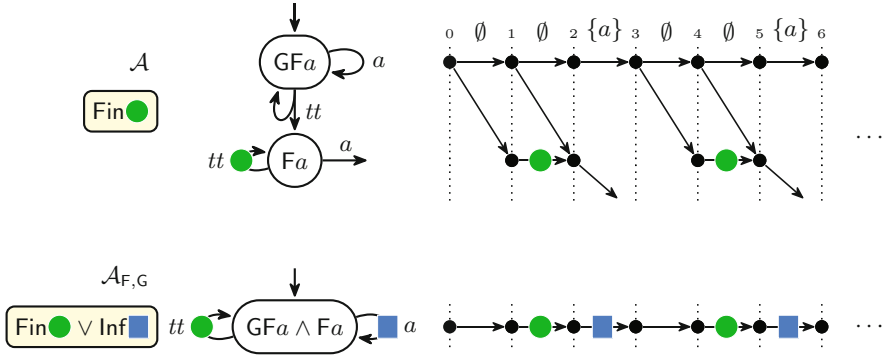 0 ∅ 1 ∅ 2 {a} 3 ∅ 4 ∅ 5 {a} 6
𝒜
GFa
a
Fin
tt
tt
Fa
a
...
𝒜F,G
Fin ∨ Inf
tt
GFa ∧ Fa
a
...